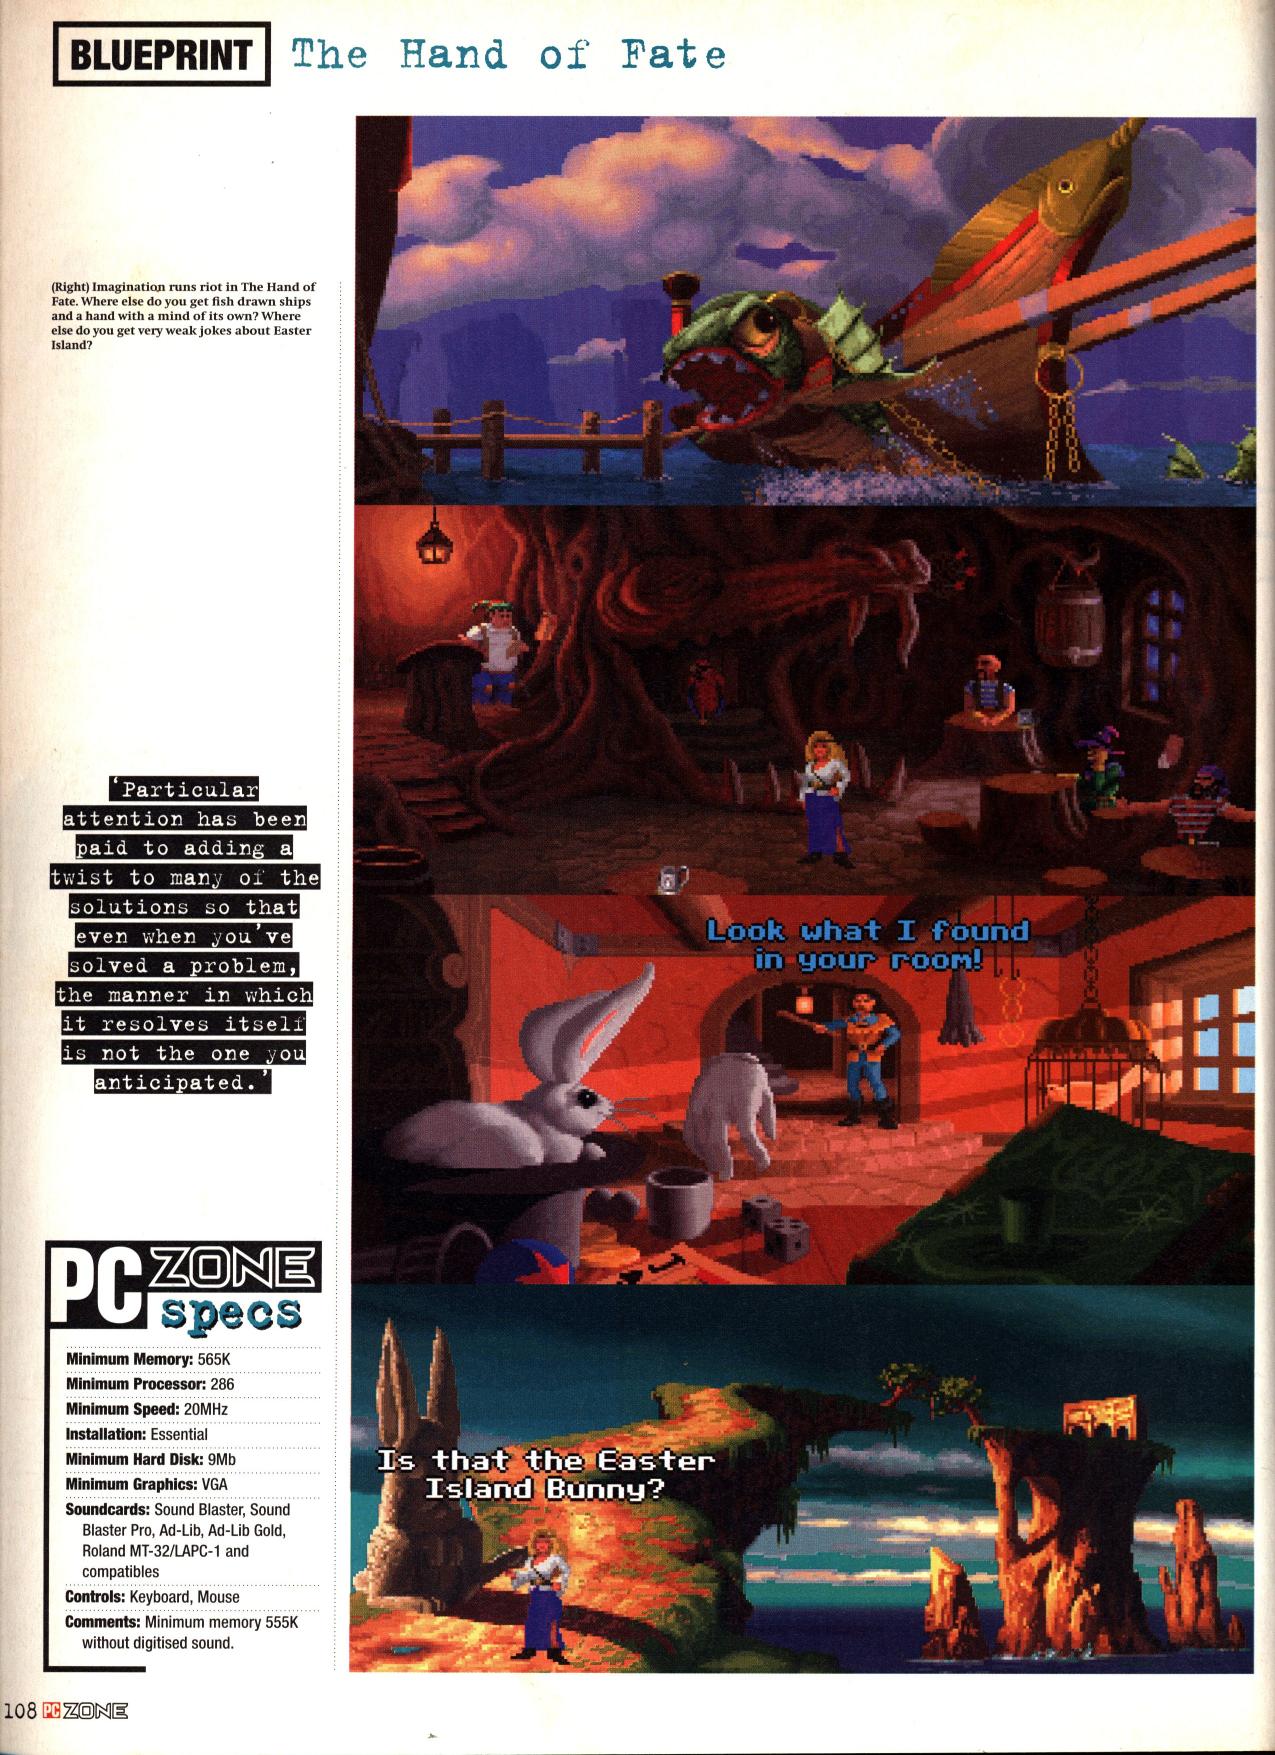 BLUEPRINT The Hand of Fate
(Right) Imagination runs riot in The Hand of
Fate. Where else do you get fish drawn ships
and a hand with a mind of its own? Where
else do you get very weak jokes about Easter
Island?
'Particular
attention has been
paid to adding a
twist to many of the
solutions so that
even when you've
solved a problem,
the manner in which
it resolves itself
is not the one you
anticipated.'
Look what I found
in your room!
Is that the Easter
Island Bunny?
PC ZONE
specs
Minimum Memory: 565K
Minimum Processor: 286
Minimum Speed: 20MHz
Installation: Essential
Minimum Hard Disk: 9Mb
Minimum Graphics: VGA
Soundcards: Sound Blaster, Sound
Blaster Pro, Ad-Lib, Ad-Lib Gold,
Roland MT-32/LAPC-1 and
compatibles
Controls: Keyboard, Mouse
Comments: Minimum memory 555K
without digitised sound.
108 PC ZONE